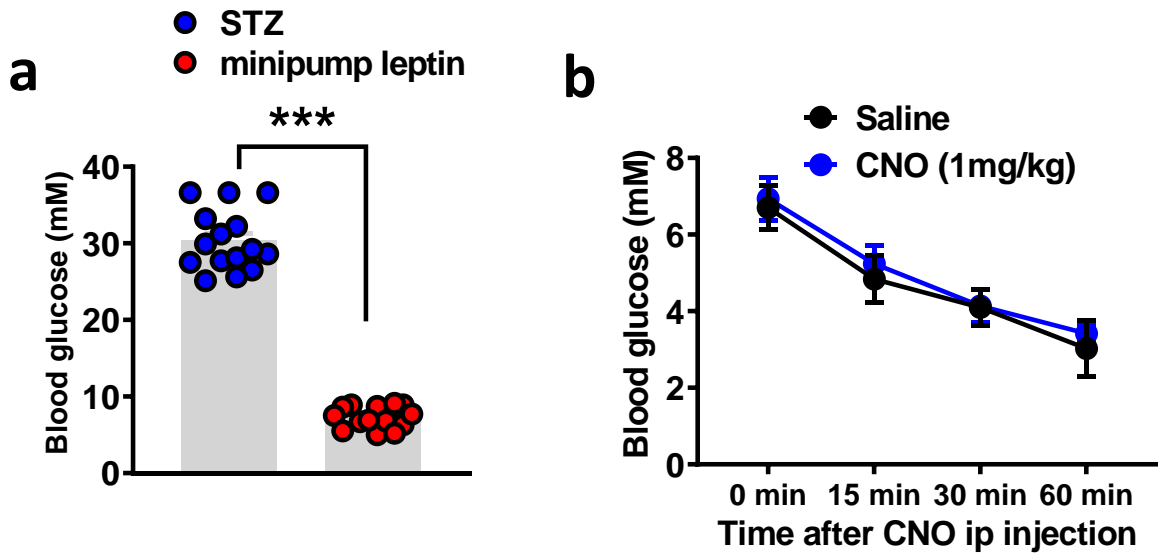 a
STZ
minipump leptin
***
Blood glucose (mM)
40
30
20
10
0
b
Saline
CNO (1mg/kg)
Blood glucose (mM)
8
6
4
2
0
0 min 15 min 30 min 60 min
Time after CNO ip injection